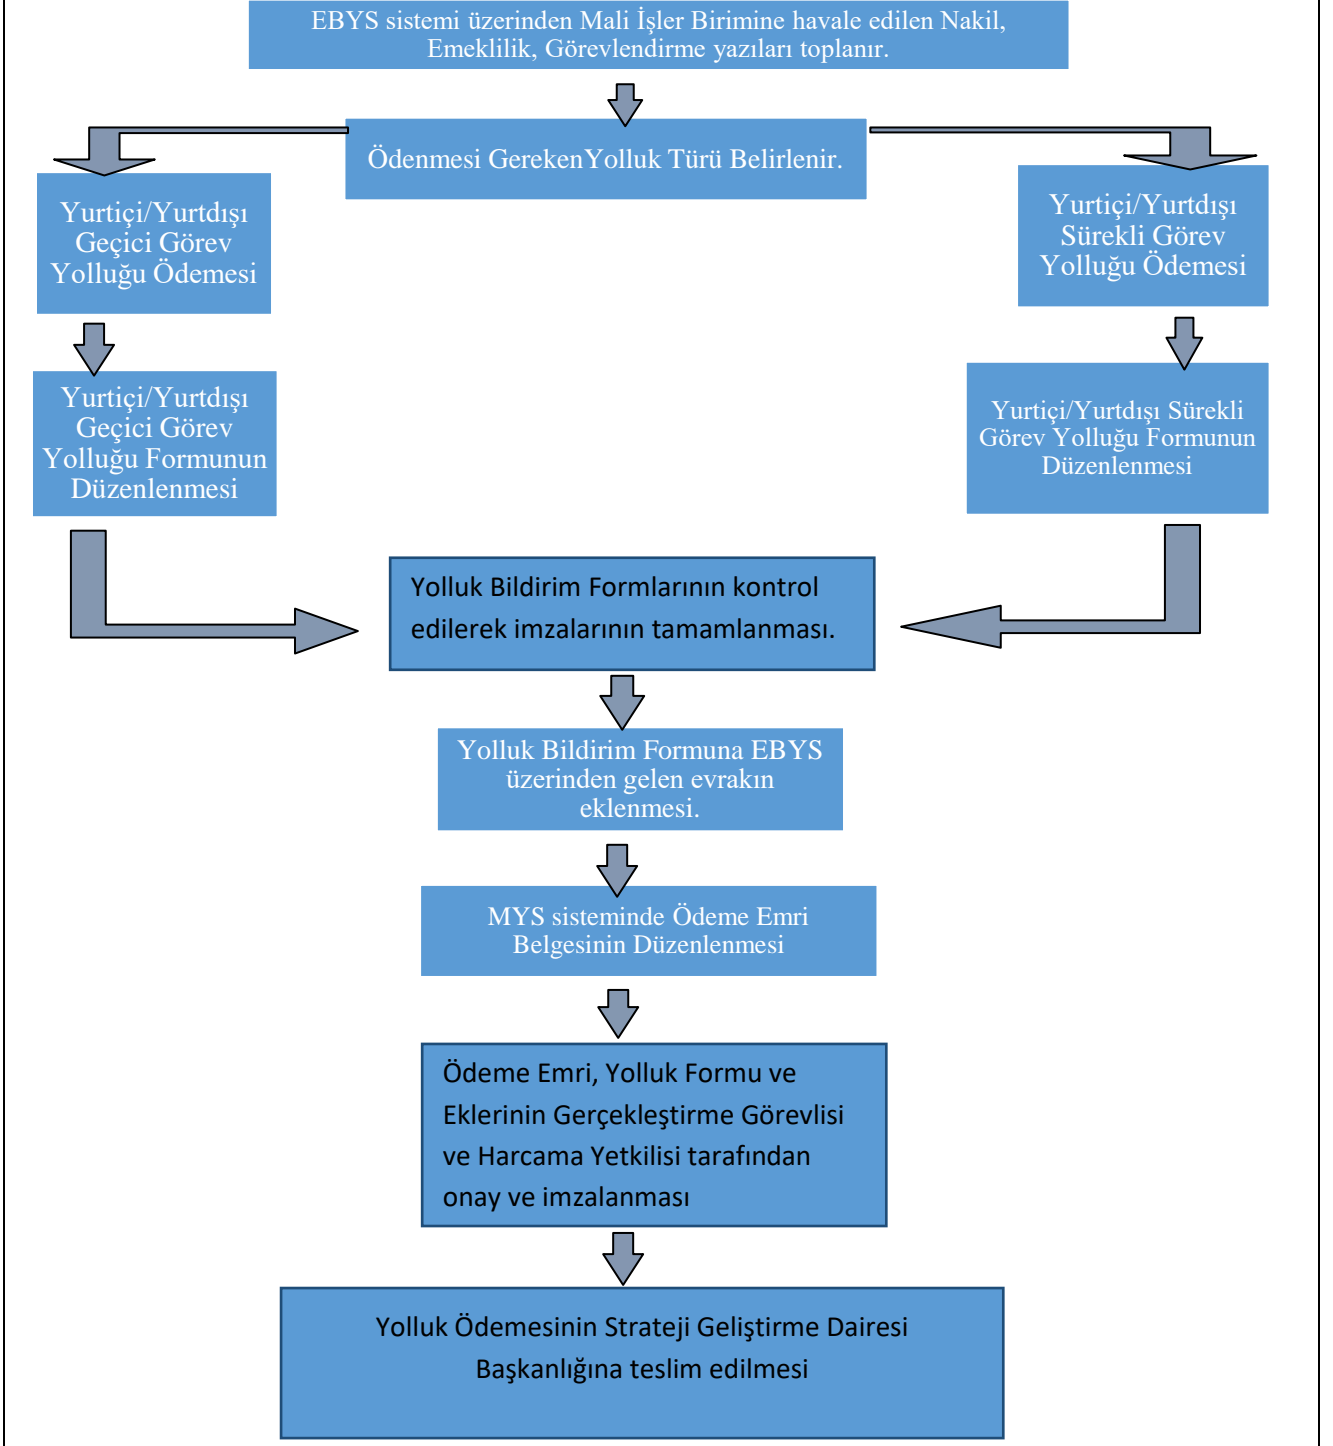 EBYS sistemi üzerinden Mali İşler Birimine havale edilen Nakil,
Emeklilik, Görevlendirme yazıları toplanır.
Ödenmesi GerekenYolluk Türü Belirlenir.
Yurtiçi/Yurtdışı
Geçici Görev
Yolluğu Ödemesi
Yurtiçi/Yurtdışı
Sürekli Görev
Yolluğu Ödemesi
Yurtiçi/Yurtdışı
Geçici Görev
Yolluğu Formunun
Düzenlenmesi
Yurtiçi/Yurtdışı Sürekli
Görev Yolluğu Formunun
Düzenlenmesi
Yolluk Bildirim Formlarının kontrol
edilerek imzalarının tamamlanması.
Yolluk Bildirim Formuna EBYS
üzerinden gelen evrakın
eklenmesi.
MYS sisteminde Ödeme Emri
Belgesinin Düzenlenmesi
Ödeme Emri, Yolluk Formu ve
Eklerinin Gerçekleştirme Görevlisi
ve Harcama Yetkilisi tarafından
onay ve imzalanması
Yolluk Ödemesinin Strateji Geliştirme Dairesi
Başkanlığına teslim edilmesi